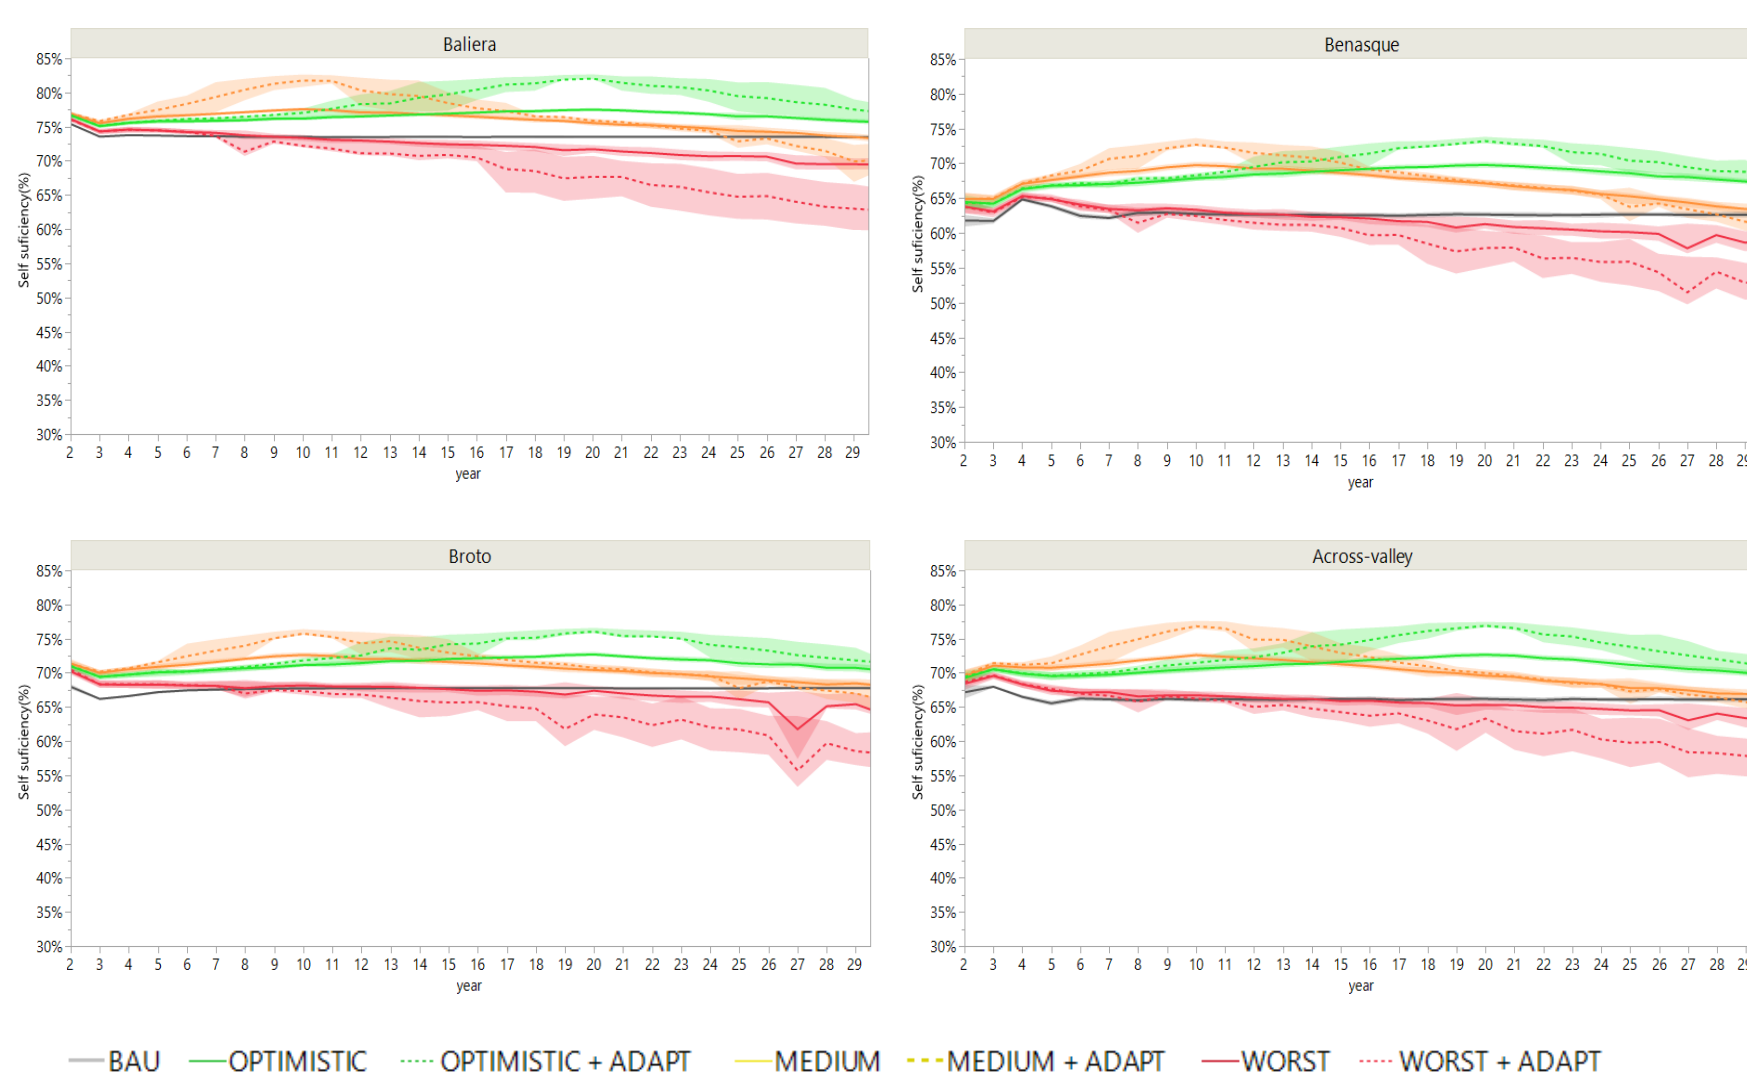 Baliera
85%
80%
75%
70%
65%
60%
55%
50%
45%
40%
35%
30%
Self suficiency(%)
2 3 4 5 6 7 8 9 10 11 12 13 14 15 16 17 18 19 20 21 22 23 24 25 26 27 28 29
year
Benasque
85%
80%
75%
70%
65%
60%
55%
50%
45%
40%
35%
30%
Self suficiency(%)
2 3 4 5 6 7 8 9 10 11 12 13 14 15 16 17 18 19 20 21 22 23 24 25 26 27 28 29
year
Broto
85%
80%
75%
70%
65%
60%
55%
50%
45%
40%
35%
30%
Self suficiency(%)
2 3 4 5 6 7 8 9 10 11 12 13 14 15 16 17 18 19 20 21 22 23 24 25 26 27 28 29
year
Across-valley
85%
80%
75%
70%
65%
60%
55%
50%
45%
40%
35%
30%
Self suficiency(%)
2 3 4 5 6 7 8 9 10 11 12 13 14 15 16 17 18 19 20 21 22 23 24 25 26 27 28 29
year
BAU OPTIMISTIC OPTIMISTIC + ADAPT MEDIUM MEDIUM + ADAPT WORST WORST + ADAPT